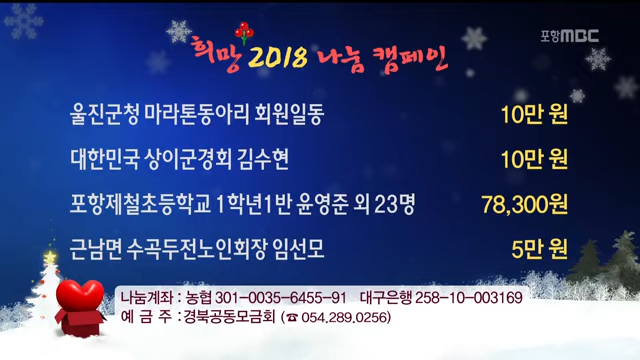 포항MBC
희망 2018 나눔 캠페인
울진군청 마라톤동아리 회원일동 10만 원
대한민국 상이군경회 김수현 10만 원
포항제철초등학교 1학년1반 윤영준 외 23명 78,300원
근남면 수곡두전노인회장 임선모 5만 원
나눔계좌 : 농협 301-0035-6455-91 대구은행 258-10-003169
예 금 주 : 경북공동모금회 (☎ 054.289.0256)